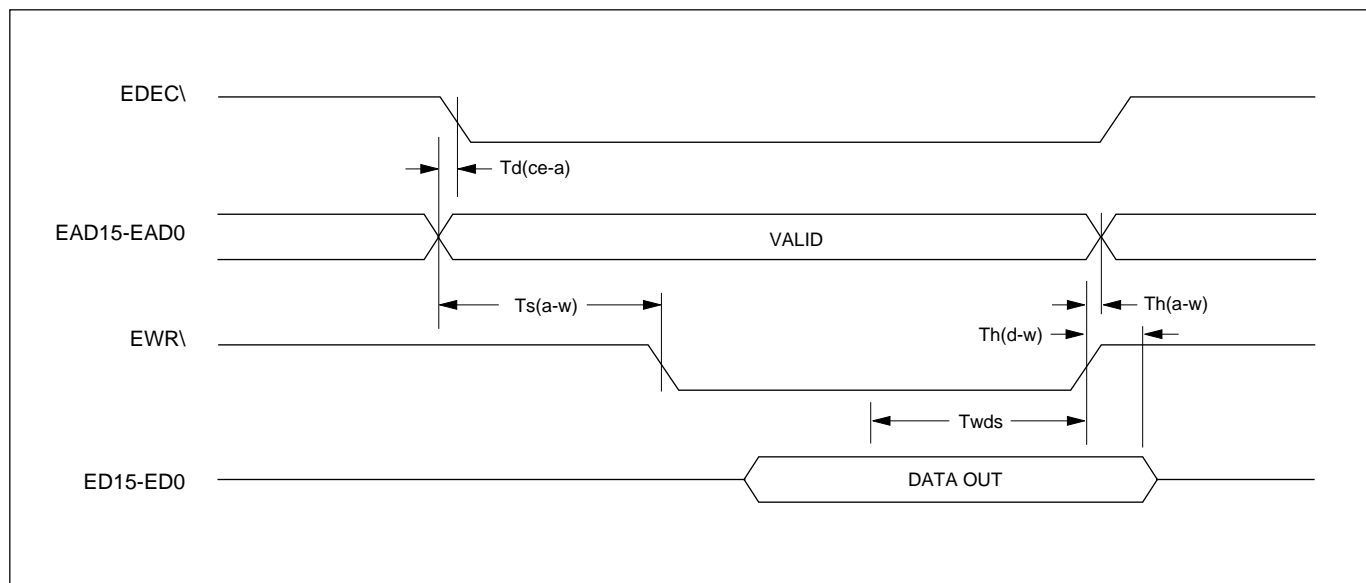 EDEC\
Td(ce-a)
EAD15-EAD0
VALID
Ts(a-w)
Th(a-w)
EWR\
Th(d-w)
Twds
ED15-ED0
DATA OUT